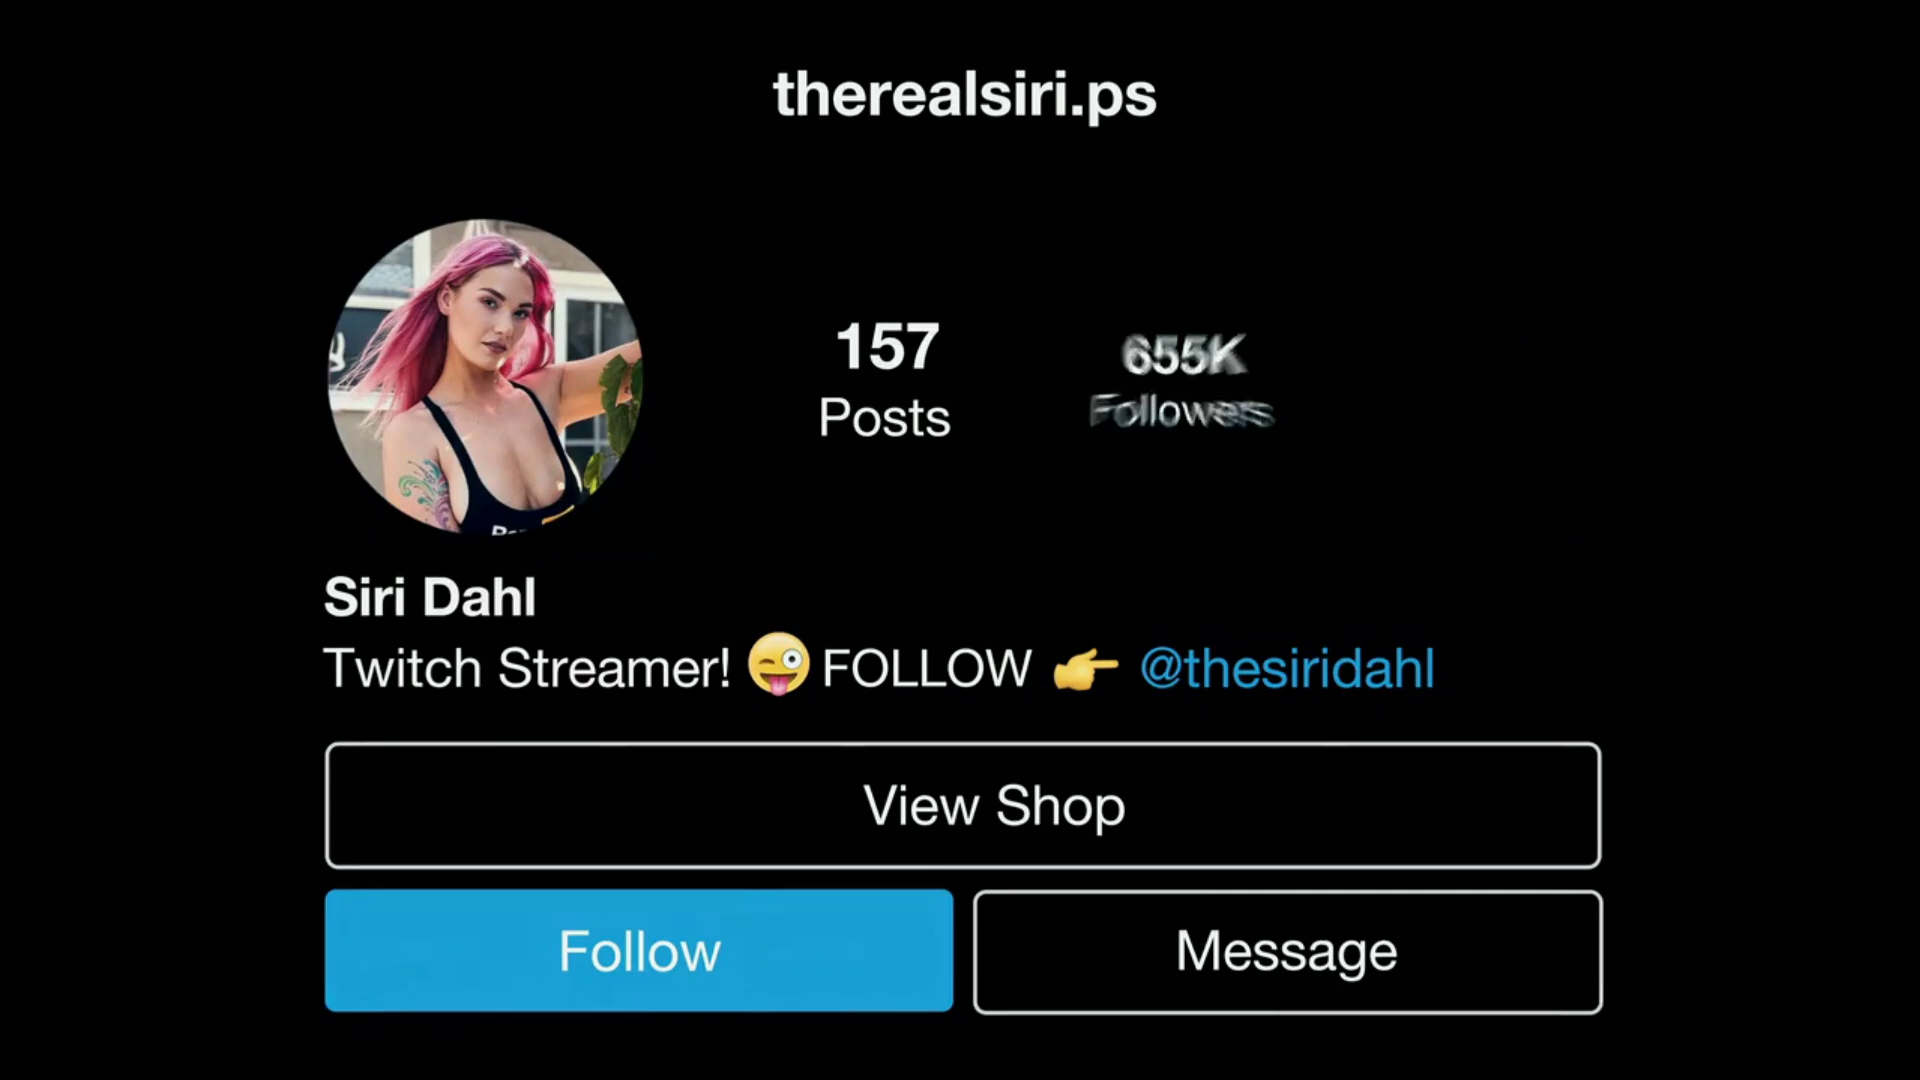 therealsiri.ps
157
Posts
655K
Followers
Siri Dahl
Twitch Streamer! 😜 FOLLOW 👉 @thesiridahl
View Shop
Follow
Message